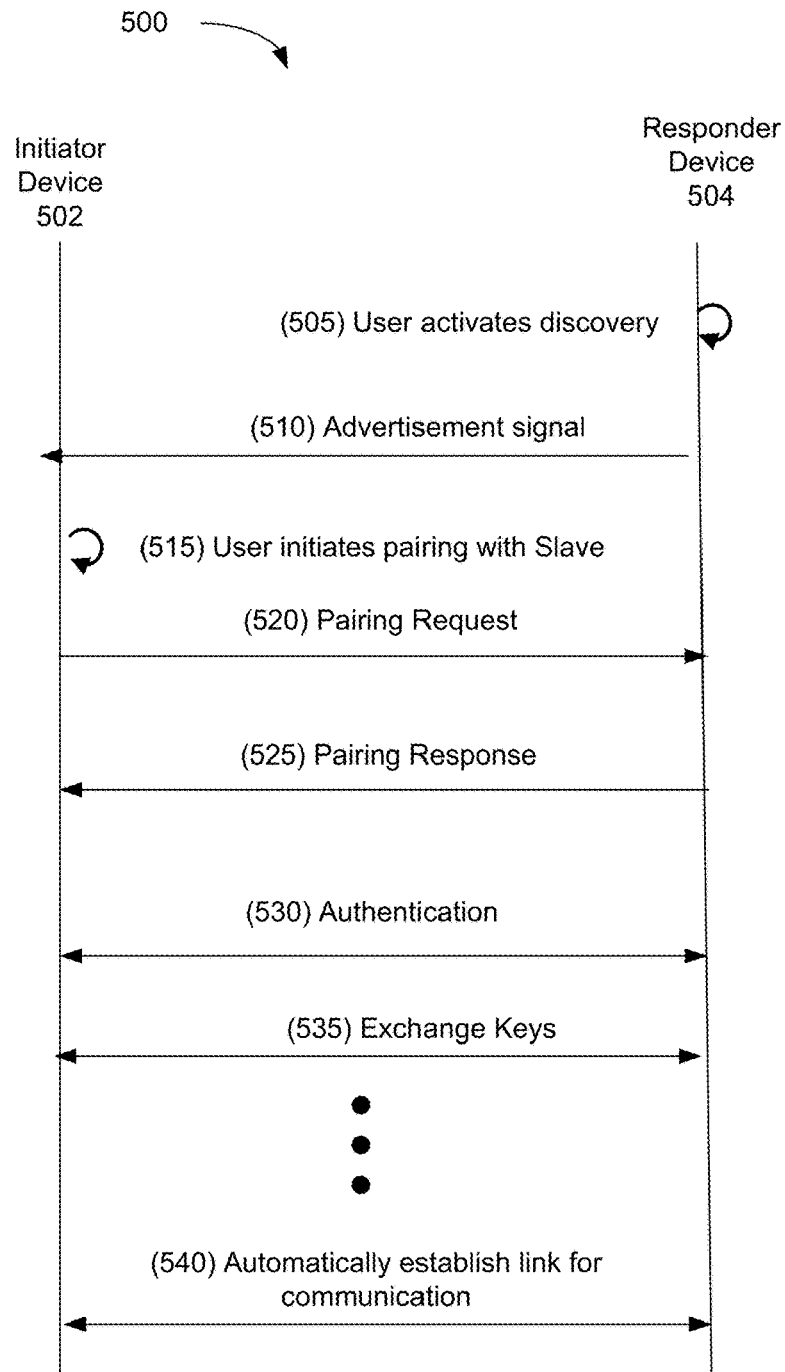 500
Responder
Device
504
Initiator
Device
502
(505) User activates discovery
(510) Advertisement signal
(515) User initiates pairing with Slave
(520) Pairing Request
(525) Pairing Response
(530) Authentication
(535) Exchange Keys
(540) Automatically establish link for
communication